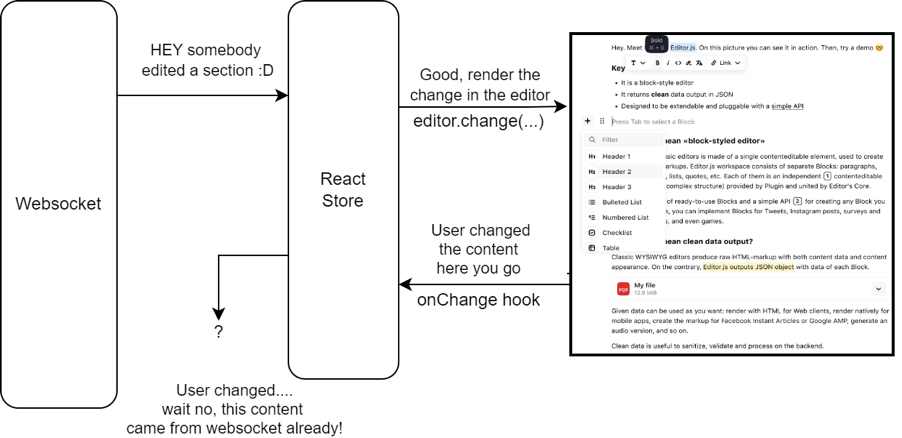 HEY somebody
edited a section :D
Websocket
React
Store
Good, render the
change in the editor
editor.change(...)
User changed
the content
here you go
onChange hook
?
User changed....
wait no, this content
came from websocket already!
Bold
⌘ + B
Hey. Meet Editor.js. On this picture you can see it in action. Then, try a demo 🤓
Key
T B i <> Link
It is a block-style editor
It returns clean data output in JSON
Designed to be extendable and pluggable with a simple API
+ Press Tab to select a Block
Filter
H1 Header 1
H2 Header 2
H3 Header 3
Bulleted List
Numbered List
Checklist
Table
ean «block-styled editor»
sic editors is made of a single contenteditable element, used to create
arkups. Editor.js workspace consists of separate Blocks: paragraphs,
, lists, quotes, etc. Each of them is an independent 1 contenteditable
complex structure) provided by Plugin and united by Editor's Core.
of ready-to-use Blocks and a simple API 2 for creating any Block you
e, you can implement Blocks for Tweets, Instagram posts, surveys and
s, and even games.
ean clean data output?
Classic WYSIWYG editors produce raw HTML-markup with both content data and content
appearance. On the contrary, Editor.js outputs JSON object with data of each Block.
PDF
My file
12.6 MiB
Given data can be used as you want: render with HTML for Web clients, render natively for
mobile apps, create the markup for Facebook Instant Articles or Google AMP, generate an
audio version, and so on.
Clean data is useful to sanitize, validate and process on the backend.